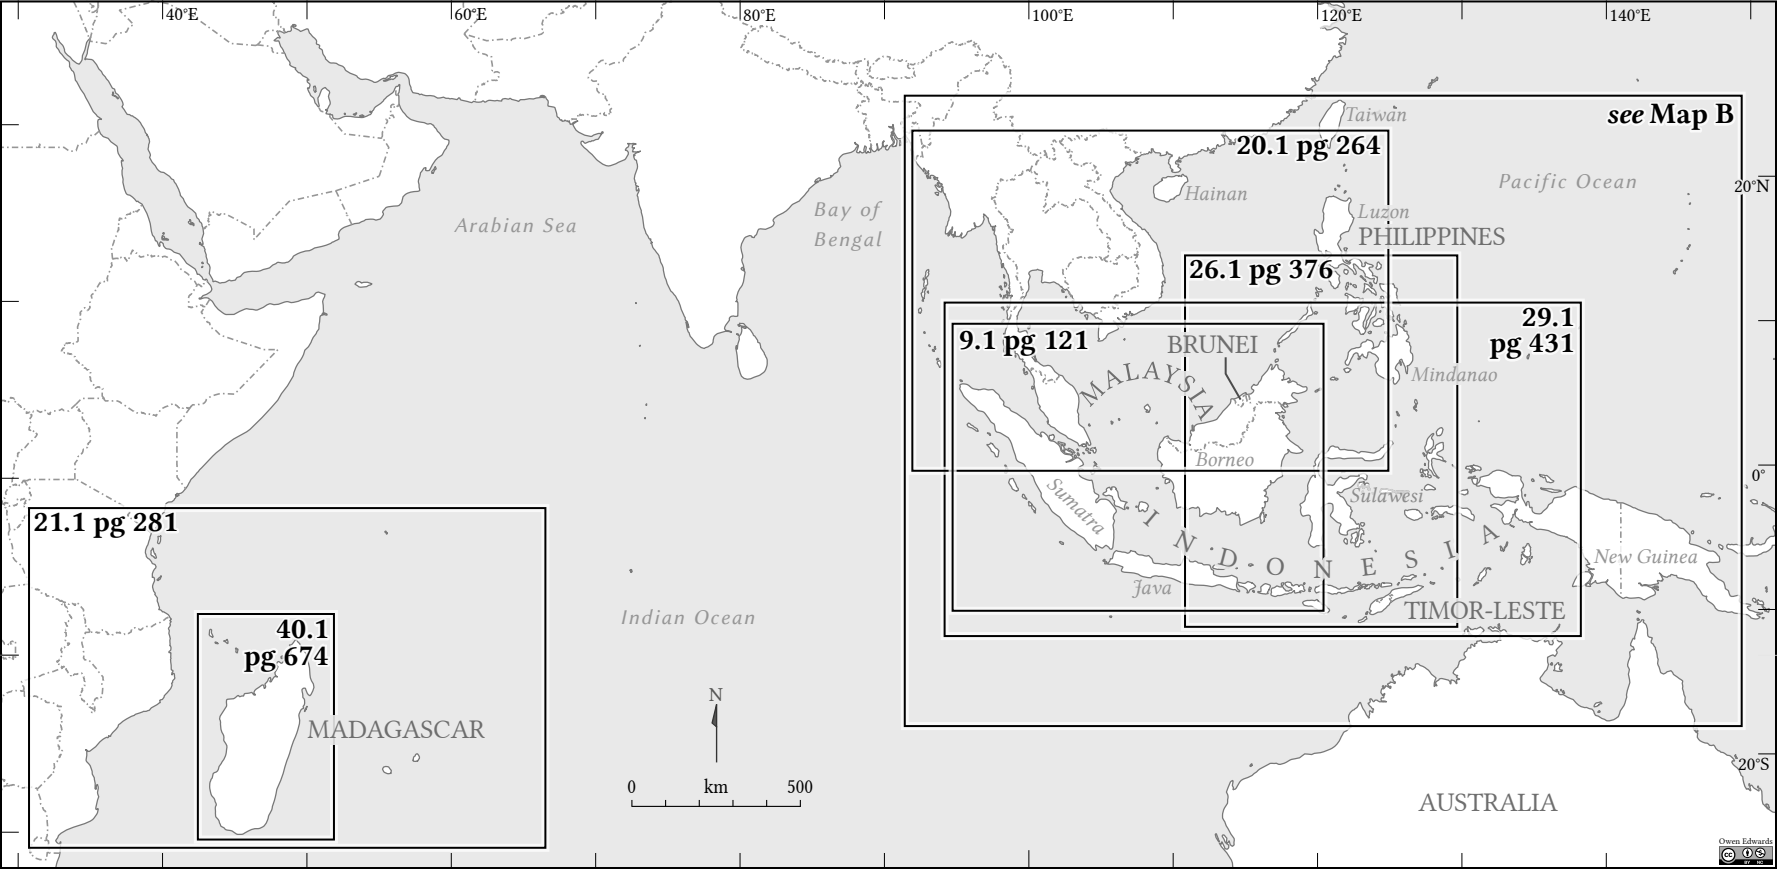 40°E
60°E
80°E
100°E
120°E
140°E
see Map B
Taiwan
20.1 pg 264
Pacific Ocean
20°N
Hainan
Bay of
Bengal
Arabian Sea
Luzon
PHILIPPINES
26.1 pg 376
29.1
pg 431
9.1 pg 121
BRUNEI
MALAYSIA
Mindanao
Borneo
0°
Sumatra
Sulawesi
21.1 pg 281
INDONESIA
New Guinea
Java
Indian Ocean
TIMOR-LESTE
40.1
pg 674
N
MADAGASCAR
20°S
0 km 500
AUSTRALIA
Owen Edwards
cc
BY NC